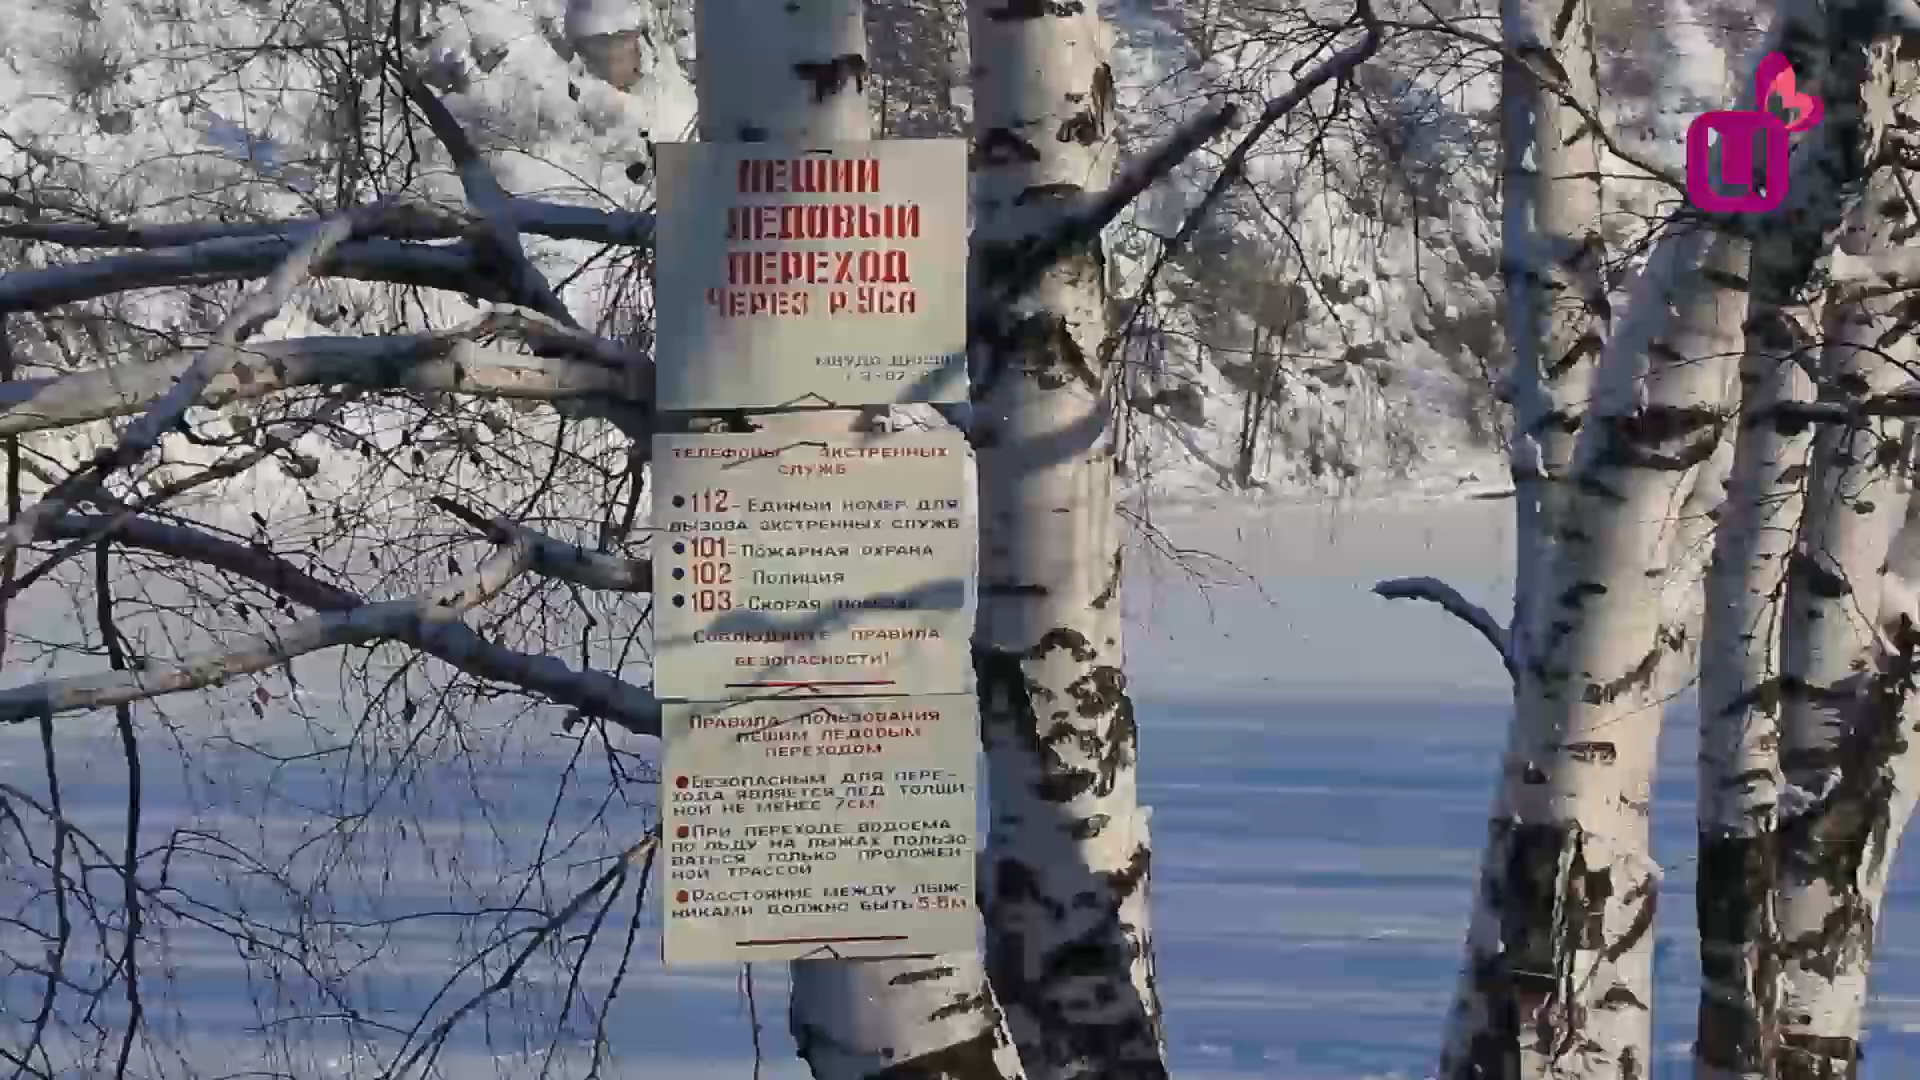 ПЕШИЙ
ЛЕДОВЫЙ
ПЕРЕХОД
ЧЕРЕЗ Р.УСА
ТЕЛЕФОНЫ ЭКСТРЕННЫХ
СЛУЖБ
112- ЕДИНЫЙ НОМЕР ДЛЯ
ВЫЗОВА ЭКСТРЕННЫХ СЛУЖБ
101- ПОЖАРНАЯ ОХРАНА
102 - ПОЛИЦИЯ
103 - СКОРАЯ
СОБЛЮДАЙТЕ ПРАВИЛА
БЕЗОПАСНОСТИ!
ПРАВИЛА ПОЛЬЗОВАНИЯ
ПЕШИМ ЛЕДОВЫМ
ПЕРЕХОДОМ
БЕЗОПАСНЫМ ДЛЯ ПЕРЕ-
ХОДА ЯВЛЯЕТСЯ ЛЕД ТОЛЩИ-
НОЙ НЕ МЕНЕЕ 7СМ.
ПРИ ПЕРЕХОДЕ ВОДОЕМА
ПО ЛЬДУ НА ЛЫЖАХ ПОЛЬЗО-
ВАТЬСЯ ТОЛЬКО ПРОЛОЖЕН-
НОЙ ТРАССОЙ
РАССТОЯНИЕ МЕЖДУ ЛЫЖ-
НИКАМИ ДОЛЖНО БЫТЬ 5-6М.